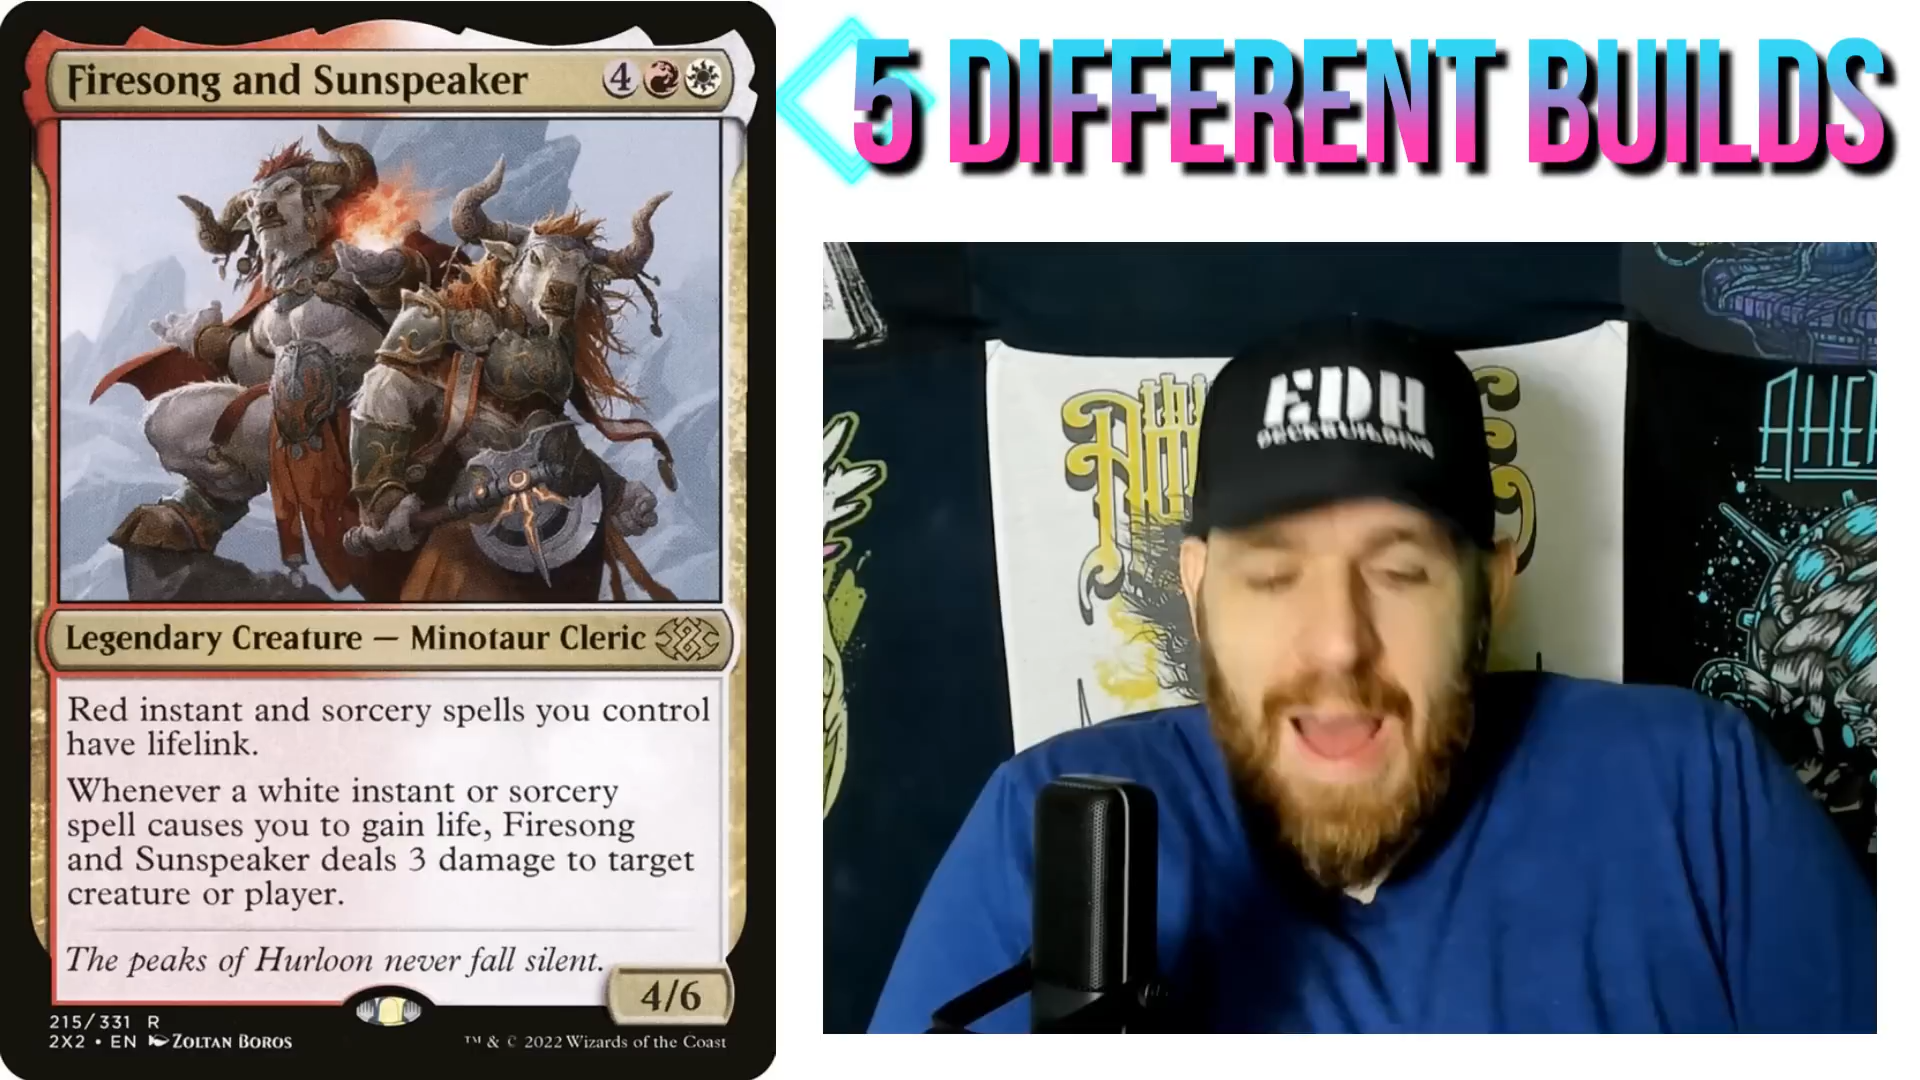 Firesong and Sunspeaker 4
Legendary Creature — Minotaur Cleric
Red instant and sorcery spells you control
have lifelink.
Whenever a white instant or sorcery
spell causes you to gain life, Firesong
and Sunspeaker deals 3 damage to target
creature or player.
The peaks of Hurloon never fall silent.
4/6
215/331 R
2X2 • EN ZOLTAN BOROS
™ & © 2022 Wizards of the Coast
5 DIFFERENT BUILDS
EDH
DECKBUILDING